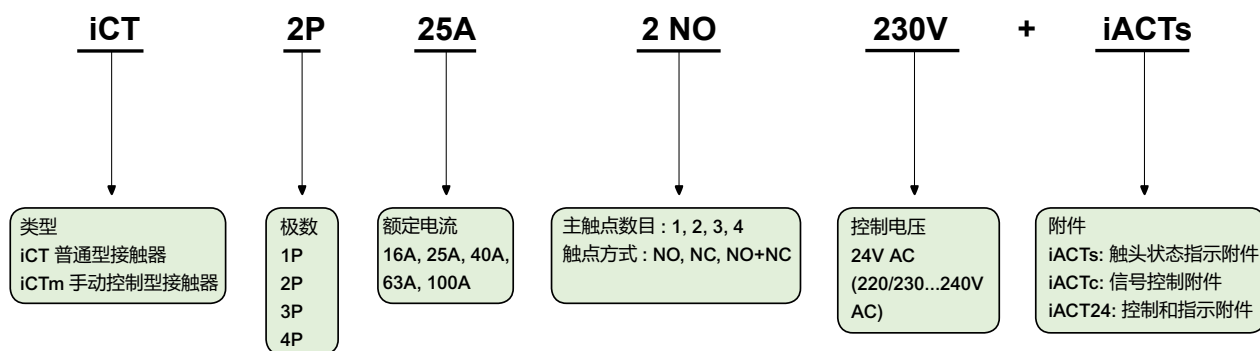 iCT 2P 25A 2 NO 230V + iACTs
类型
iCT 普通型接触器
iCTm 手动控制型接触器
极数
1P
2P
3P
4P
额定电流
16A, 25A, 40A,
63A, 100A
主触点数目 : 1, 2, 3, 4
触点方式 : NO, NC, NO+NC
控制电压
24V AC
(220/230...240V
AC)
附件
iACTs: 触头状态指示附件
iACTc: 信号控制附件
iACT24: 控制和指示附件